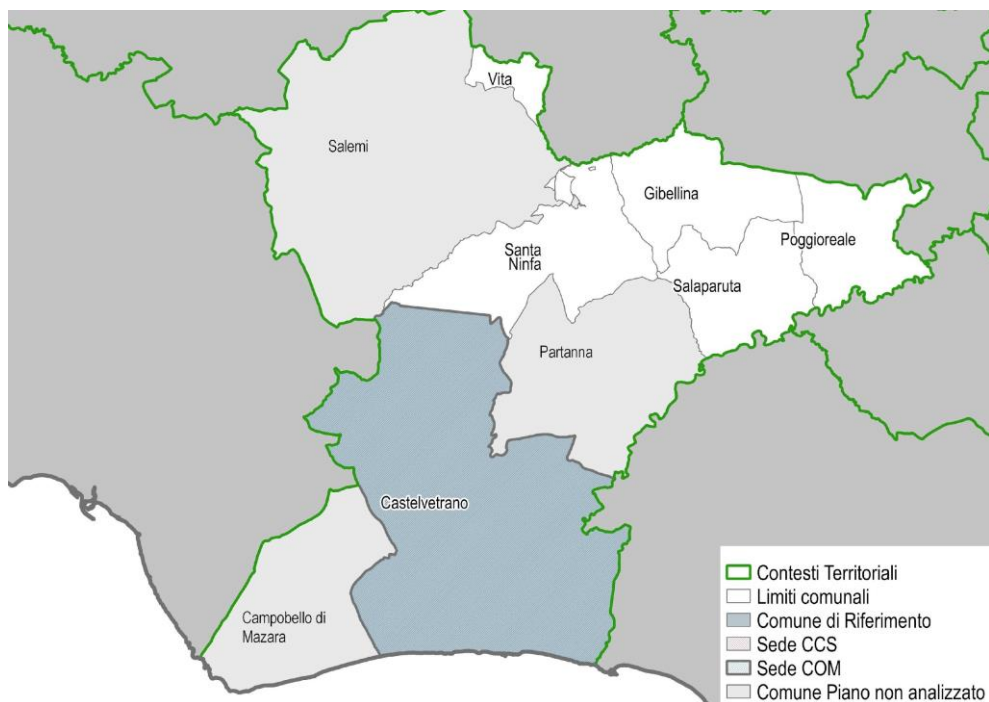 Vita
Salemi
Gibellina
Santa
Ninfa
Poggioreale
Salaparuta
Partanna
Castelvetrano
Campobello di
Mazara
Contesti Territoriali
Limiti comunali
Comune di Riferimento
Sede CCS
Sede COM
Comune Piano non analizzato